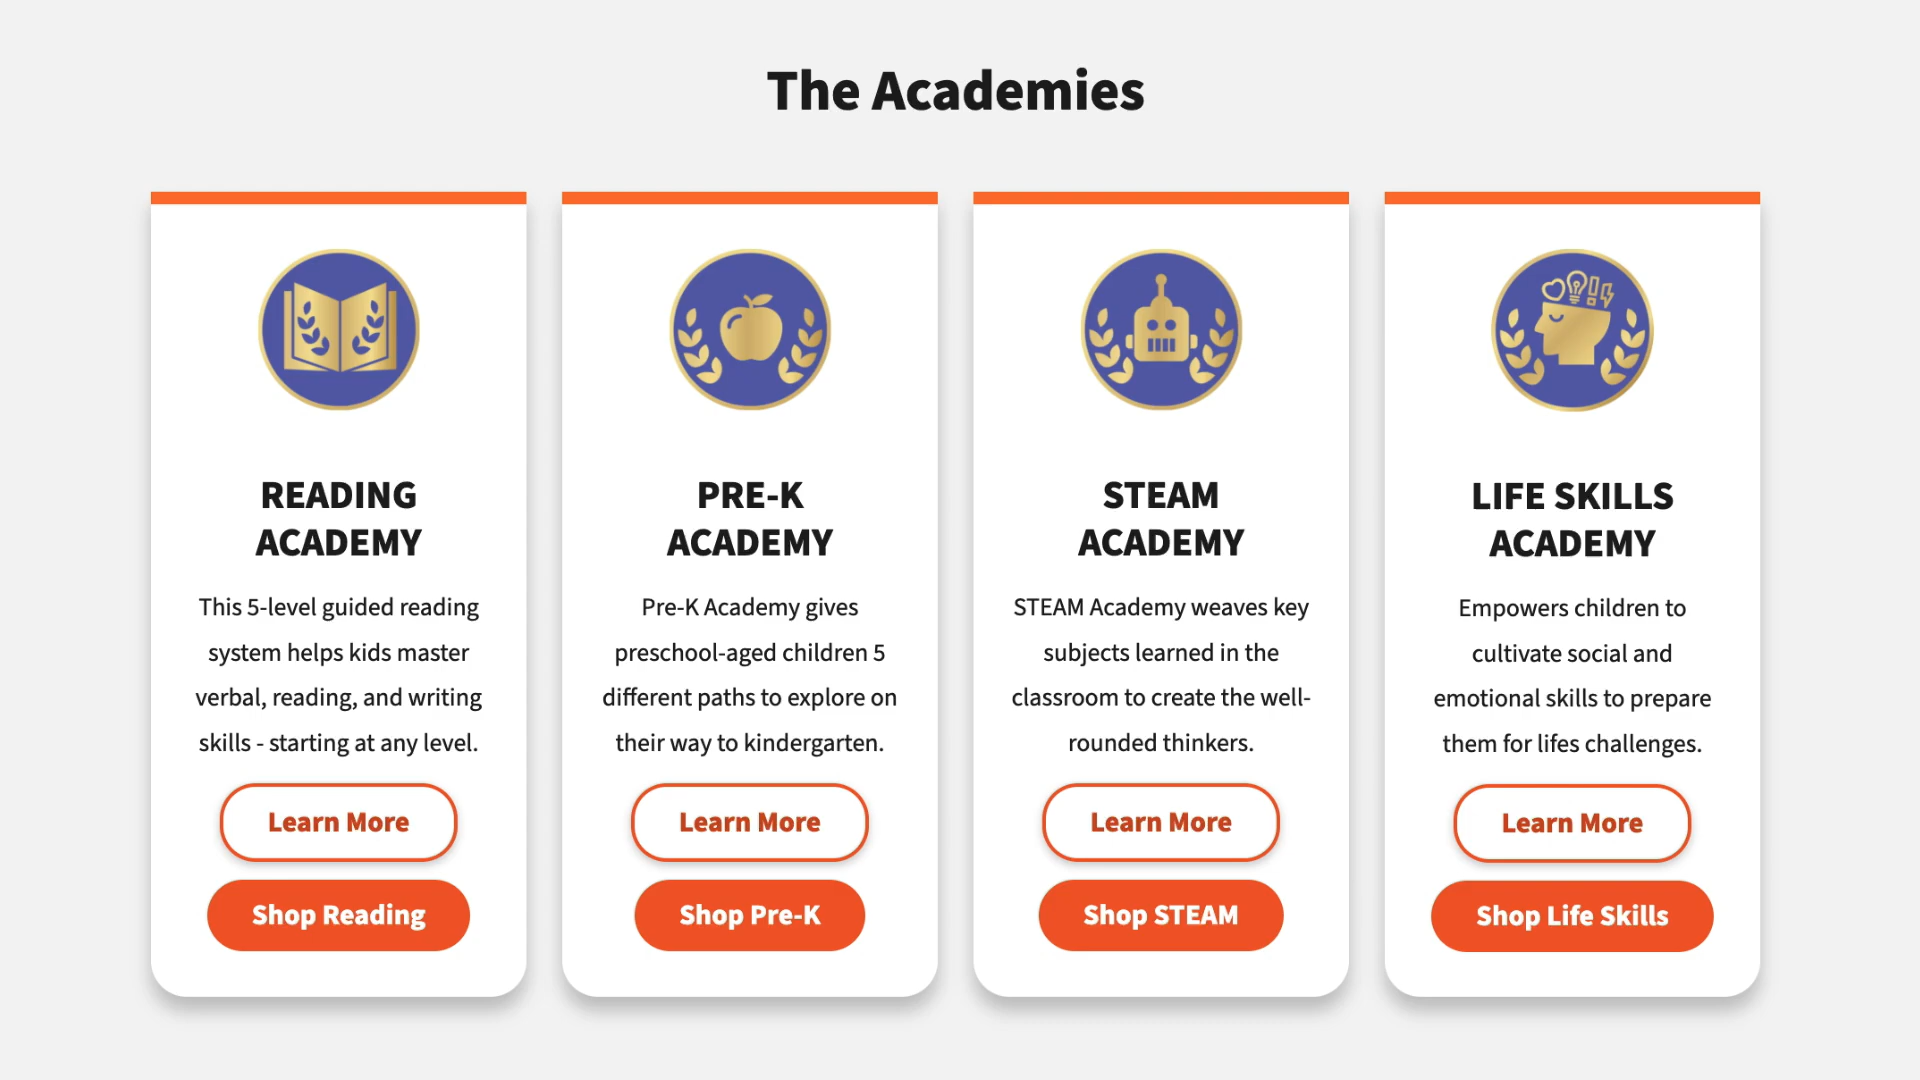 The Academies
READING
ACADEMY
This 5-level guided reading
system helps kids master
verbal, reading, and writing
skills - starting at any level.
Learn More
Shop Reading
PRE-K
ACADEMY
Pre-K Academy gives
preschool-aged children 5
different paths to explore on
their way to kindergarten.
Learn More
Shop Pre-K
STEAM
ACADEMY
STEAM Academy weaves key
subjects learned in the
classroom to create the well-
rounded thinkers.
Learn More
Shop STEAM
LIFE SKILLS
ACADEMY
Empowers children to
cultivate social and
emotional skills to prepare
them for lifes challenges.
Learn More
Shop Life Skills